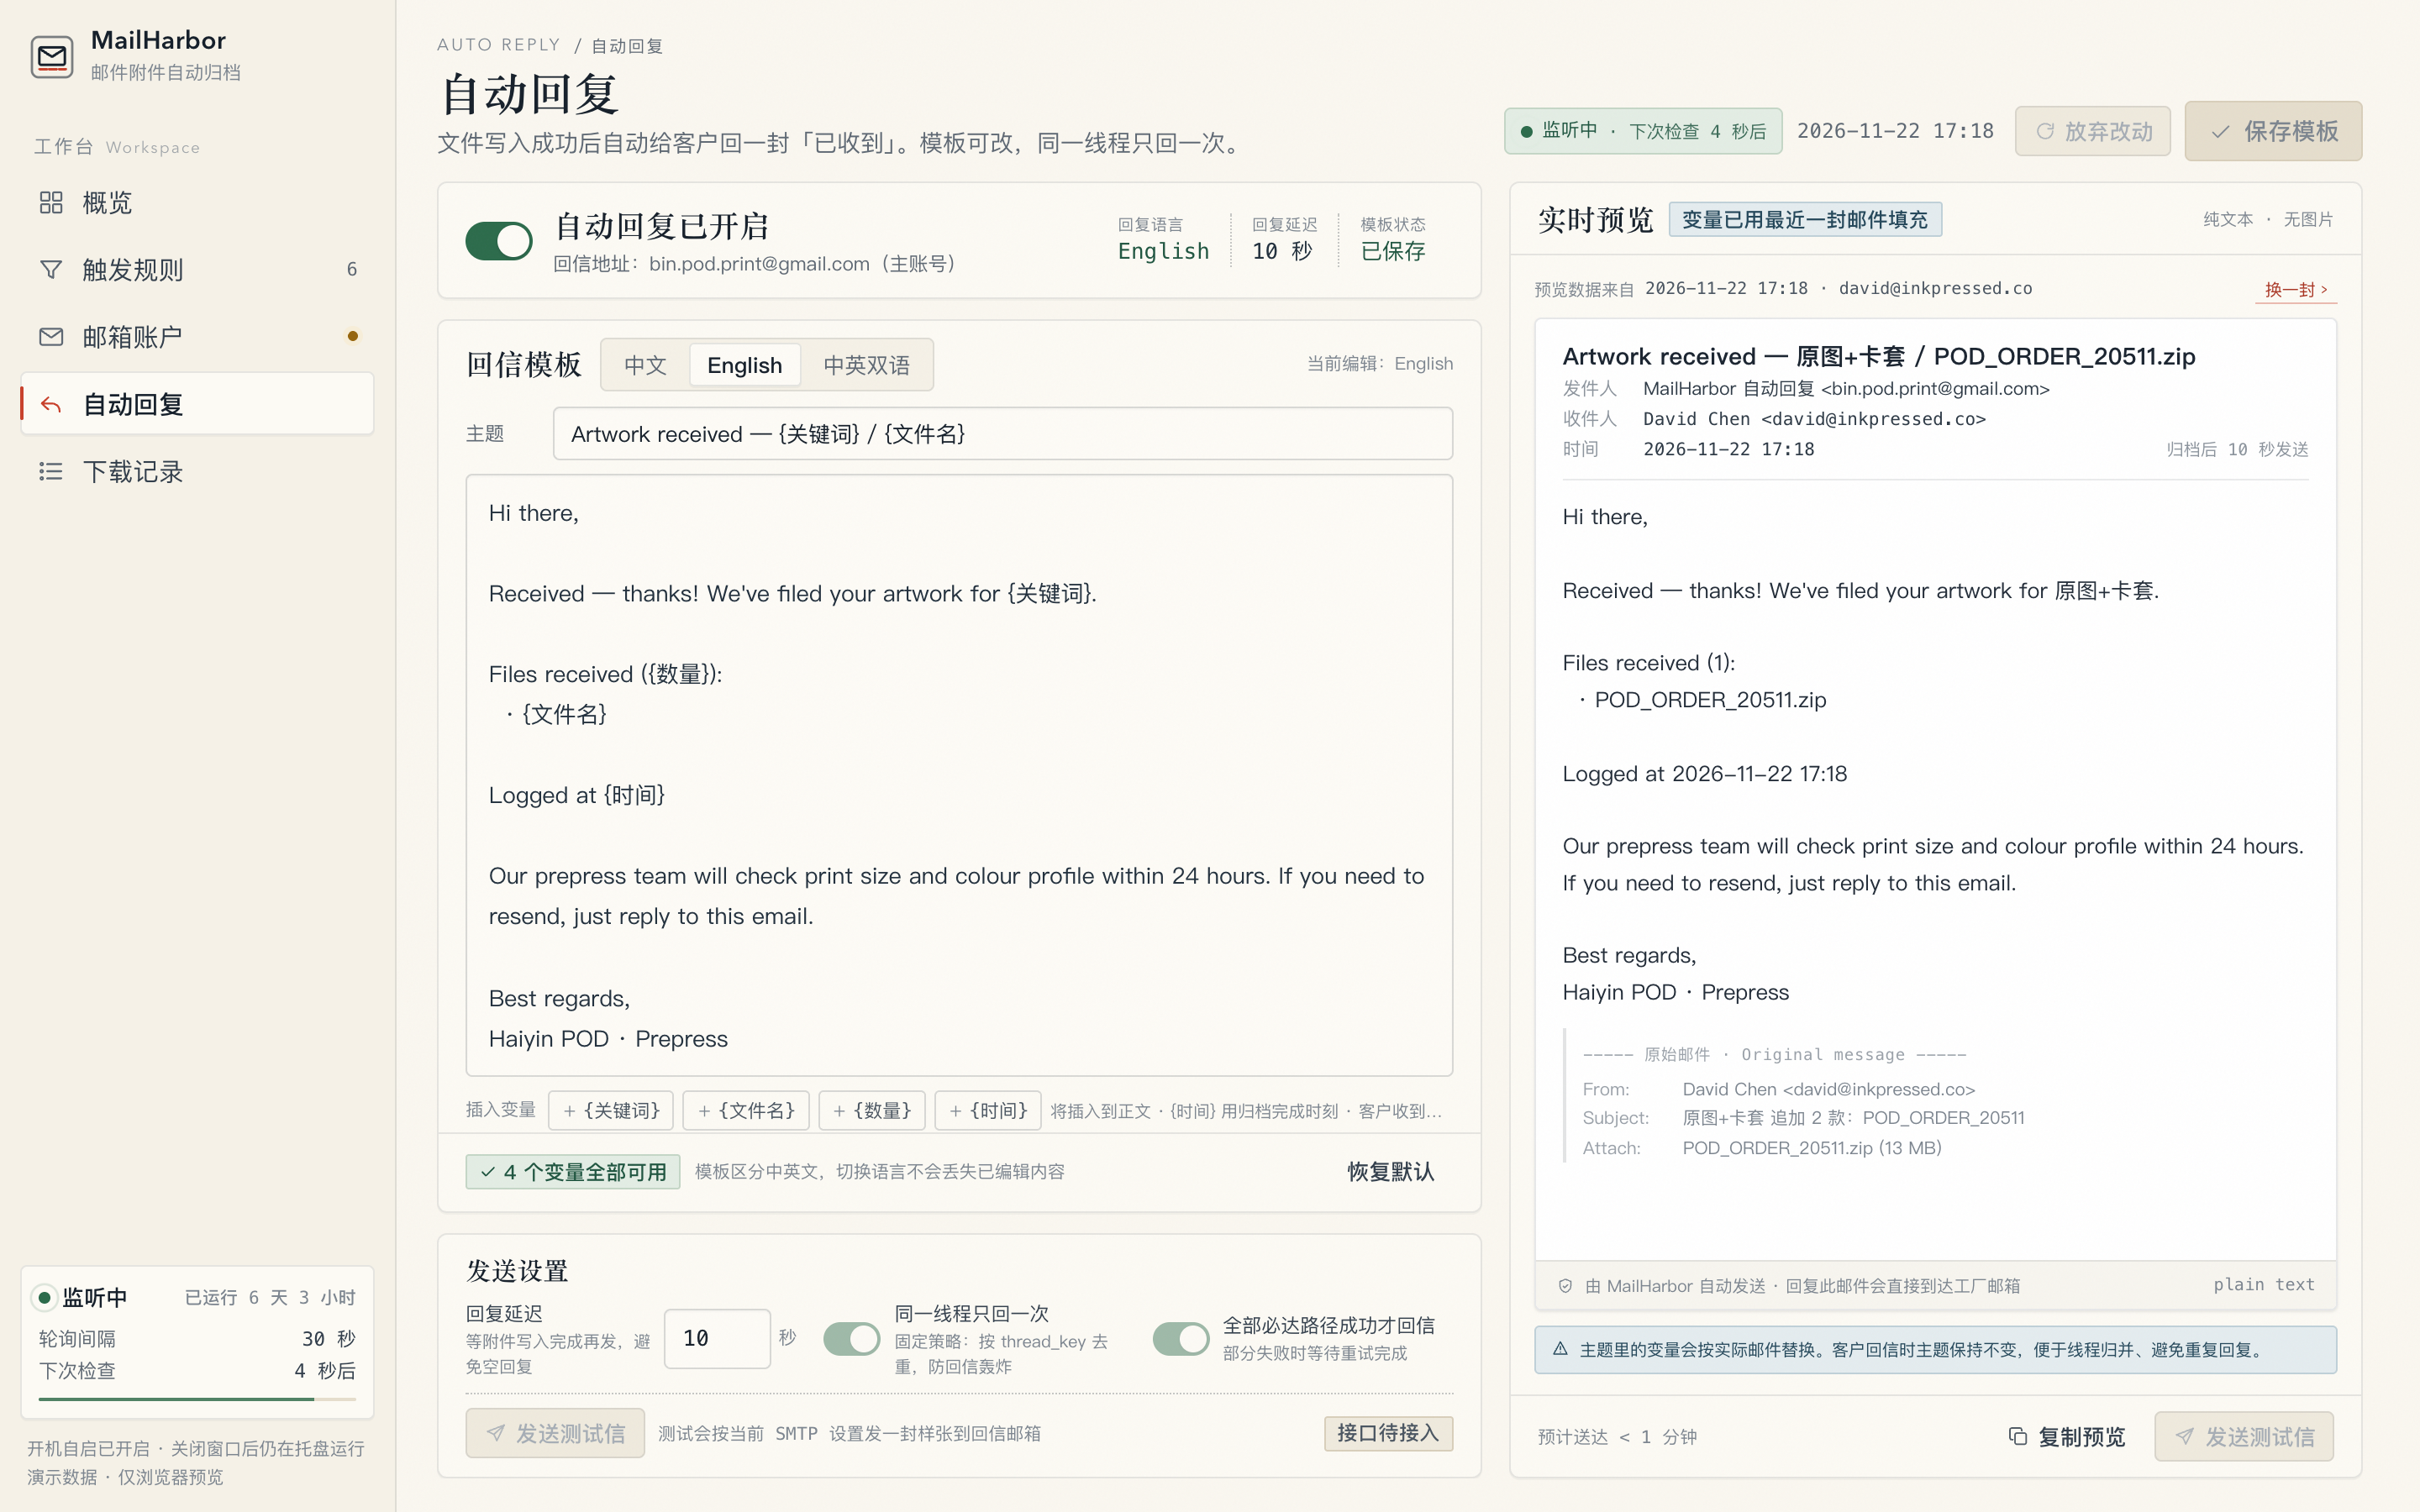 MailHarbor
邮件附件自动归档
工作台 Workspace
概览
触发规则 6
邮箱账户
自动回复
下载记录
监听中 已运行 6 天 3 小时
轮询间隔 30 秒
下次检查 4 秒后
开机自启已开启 · 关闭窗口后仍在托盘运行
演示数据 · 仅浏览器预览
AUTO REPLY / 自动回复
自动回复
文件写入成功后自动给客户回一封「已收到」。模板可改，同一线程只回一次。
监听中 · 下次检查 4 秒后 2026-11-22 17:18 放弃改动 保存模板
自动回复已开启
回信地址：bin.pod.print@gmail.com（主账号）
回复语言 回复延迟 模板状态
English 10 秒 已保存
回信模板 中文 English 中英双语 当前编辑：English
主题 Artwork received — {关键词} / {文件名}
Hi there,
Received — thanks! We've filed your artwork for {关键词}.
Files received ({数量}):
· {文件名}
Logged at {时间}
Our prepress team will check print size and colour profile within 24 hours. If you need to
resend, just reply to this email.
Best regards,
Haiyin POD · Prepress
插入变量 + {关键词} + {文件名} + {数量} + {时间} 将插入到正文 · {时间} 用归档完成时刻 · 客户收到...
4 个变量全部可用 模板区分中英文，切换语言不会丢失已编辑内容 恢复默认
发送设置
回复延迟
等附件写入完成再发，避
免空回复
10 秒
同一线程只回一次
固定策略：按 thread_key 去
重，防回信轰炸
全部必达路径成功才回信
部分失败时等待重试完成
发送测试信 测试会按当前 SMTP 设置发一封样张到回信邮箱 接口待接入
实时预览 变量已用最近一封邮件填充 纯文本 · 无图片
预览数据来自 2026-11-22 17:18 · david@inkpressed.co 换一封 ›
Artwork received — 原图+卡套 / POD_ORDER_20511.zip
发件人 MailHarbor 自动回复 <bin.pod.print@gmail.com>
收件人 David Chen <david@inkpressed.co>
时间 2026-11-22 17:18 归档后 10 秒发送
Hi there,
Received — thanks! We've filed your artwork for 原图+卡套.
Files received (1):
· POD_ORDER_20511.zip
Logged at 2026-11-22 17:18
Our prepress team will check print size and colour profile within 24 hours.
If you need to resend, just reply to this email.
Best regards,
Haiyin POD · Prepress
----- 原始邮件 · Original message -----
From: David Chen <david@inkpressed.co>
Subject: 原图+卡套 追加 2 款：POD_ORDER_20511
Attach: POD_ORDER_20511.zip (13 MB)
由 MailHarbor 自动发送 · 回复此邮件会直接到达工厂邮箱 plain text
主题里的变量会按实际邮件替换。客户回信时主题保持不变，便于线程归并、避免重复回复。
预计送达 < 1 分钟 复制预览 发送测试信